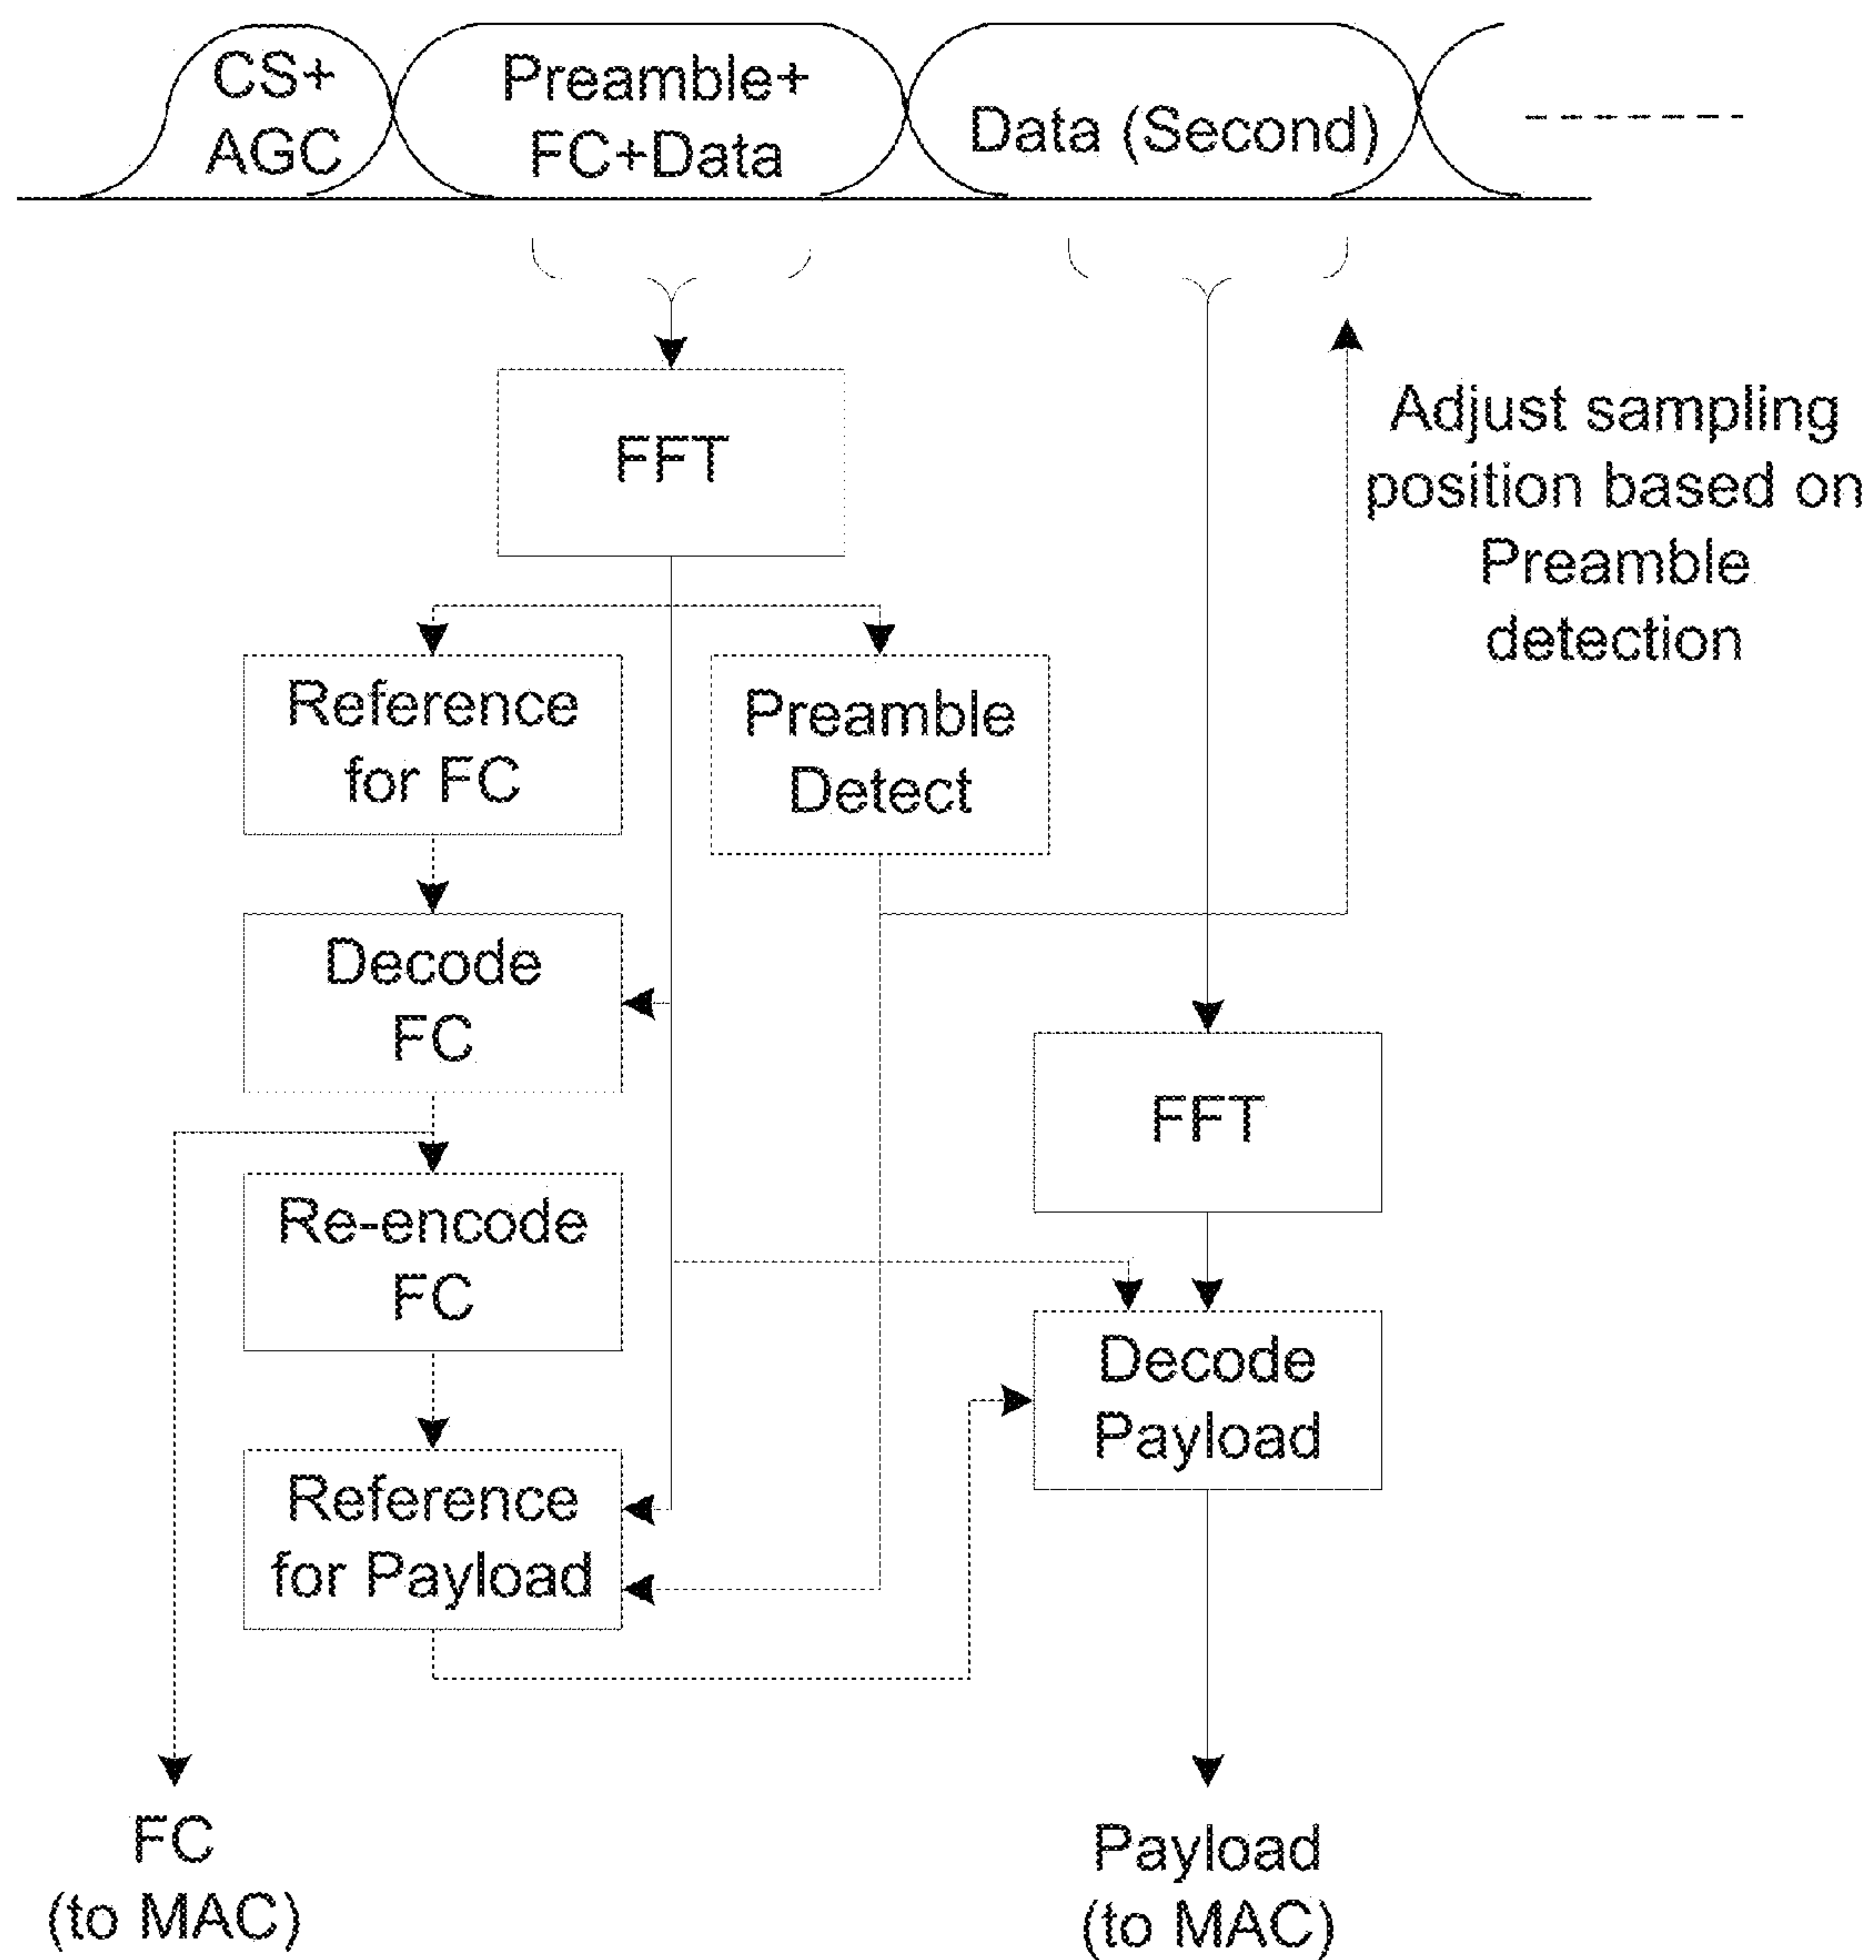 CS+
AGC
Preamble+
FC+Data
Data (Second)
FFT
Adjust sampling
position based on
Preamble
detection
Reference
for FC
Preamble
Detect
Decode
FC
FFT
Re-encode
FC
Decode
Payload
Reference
for Payload
FC
(to MAC)
Payload
(to MAC)